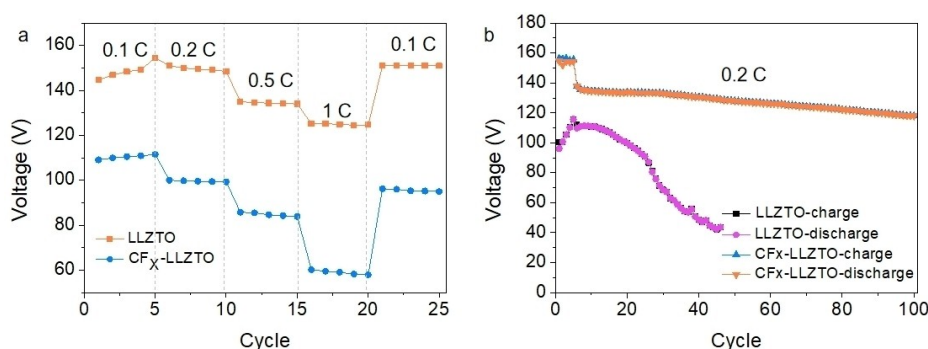 a
160
140
120
100
80
60
Voltage (V)
0.1 C
0.2 C
0.5 C
1 C
0.1 C
LLZTO
CFX-LLZTO
0 5 10 15 20 25
Cycle
b
180
160
140
120
100
80
60
40
20
0
Voltage (V)
0.2 C
LLZTO-charge
LLZTO-discharge
CFx-LLZTO-charge
CFx-LLZTO-discharge
0 20 40 60 80 100
Cycle